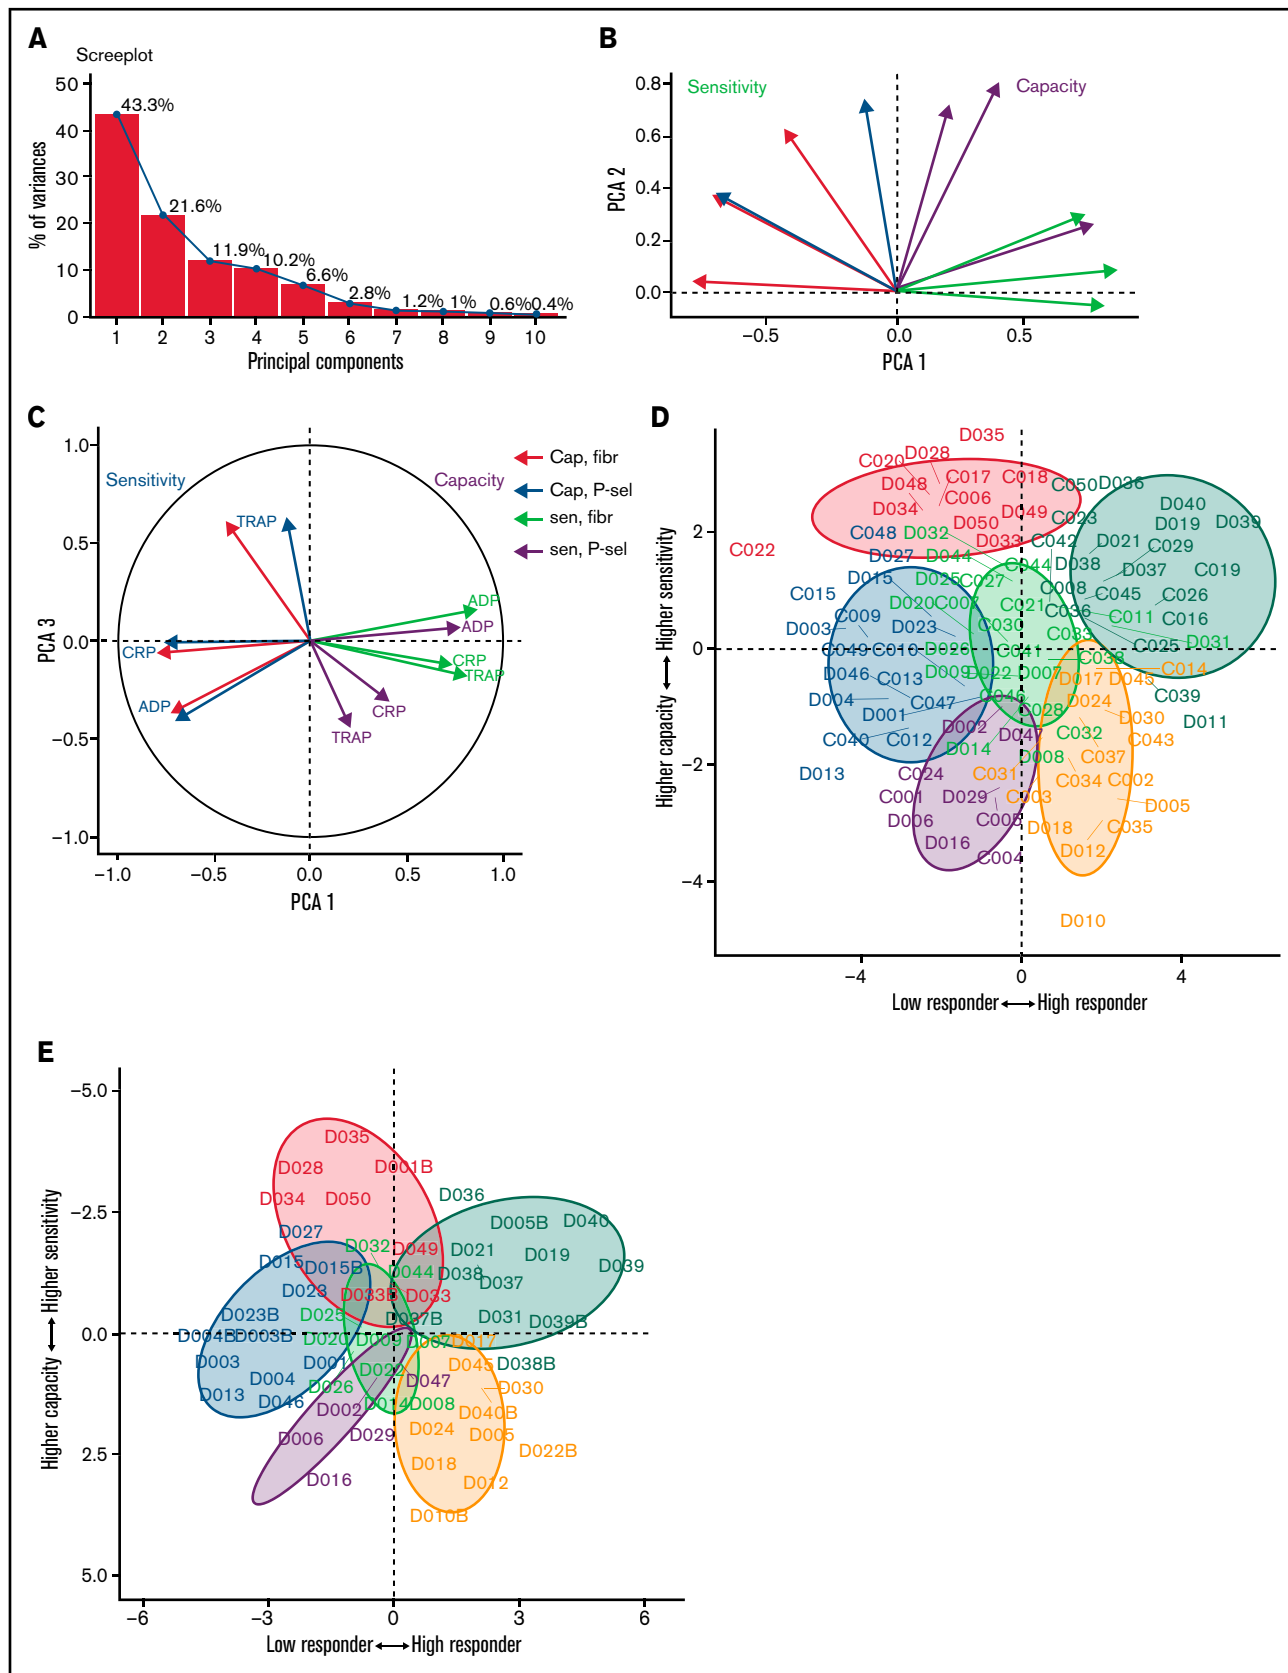 A
Screeplot
% of variances
50
40
30
20
10
0
43.3%
21.6%
11.9%
10.2%
6.6%
2.8%
1.2%
1%
0.6%
0.4%
1 2 3 4 5 6 7 8 9 10
Principal components
B
Sensitivity
Capacity
PCA 2
0.8
0.6
0.4
0.2
0.0
−0.5 0.0 0.5
PCA 1
C
Sensitivity
Capacity
PCA 3
1.0
0.5
0.0
−0.5
−1.0
TRAP
ADP
ADP
CRP
CRP
TRAP
ADP
CRP
TRAP
−1.0 −0.5 0.0 0.5 1.0
PCA 1
Cap, fibr
Cap, P-sel
sen, fibr
sen, P-sel
D
Higher capacity ⟷ Higher sensitivity
2
0
−2
−4
D035
C020 D028
D048 C017 C018 C050 D036
D034 C006 D049 D040
D050 C023 D019 D039
C048 D032 D033 C042 D021 C029
C022
D027 D044 C044 D038 D037 C019
D015 D025 C027 C008 C045 C026
C015 D020 C007 C021 C036 C011 C016
C009 D023 C030 C033 D031
D003 C025
C049 C010 D026 C041 C038 C014
D046 C013 D009 D022 D007 D017 D045
D004 C047 C046 D024 C039
D001 C028 D030 D011
C040 C012 D002 D047 C032 C043
D014 D008 C037
D013 C024 C031 C034 C002
C001 D029 C003 D005
D006 C005 D018 C035
D016 C004 D012
D010
−4 0 4
Low responder ⟷ High responder
E
Higher capacity ⟷ Higher sensitivity
−5.0
−2.5
0.0
2.5
5.0
D035
D028 D001B
D034 D050 D036
D027 D005B D040
D032 D049 D021 D019
D015 D015B D044 D038 D039
D023 D033B D033 D037
D023B D025 D037B D031 D039B
D004B D003B D020 D009 D007 D017
D003 D001 D022 D045 D038B
D004 D026 D047 D030
D013 D046 D002 D014 D008 D040B
D006 D029 D024 D005
D022B
D016 D018 D012
D010B
−6 −3 0 3 6
Low responder ⟷ High responder